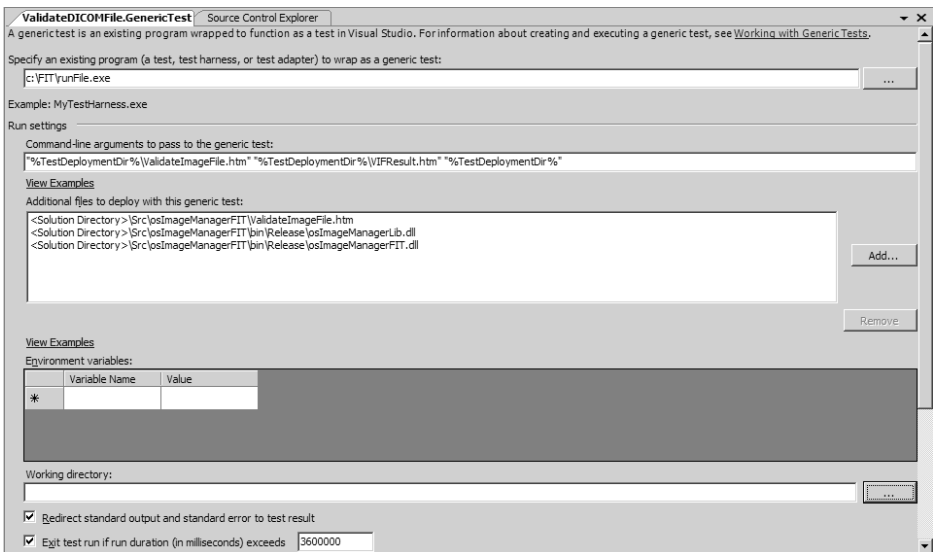 ValidateDICOMFile.GenericTest Source Control Explorer
A generic test is an existing program wrapped to function as a test in Visual Studio. For information about creating and executing a generic test, see Working with Generic Tests.
Specify an existing program (a test, test harness, or test adapter) to wrap as a generic test:
c:\FIT\runFile.exe
...
Example: MyTestHarness.exe
Run settings
Command-line arguments to pass to the generic test:
"%TestDeploymentDir%\ValidateImageFile.htm" "%TestDeploymentDir%\VIFResult.htm" "%TestDeploymentDir%"
View Examples
Additional files to deploy with this generic test:
<Solution Directory>\Src\osImageManagerFIT\ValidateImageFile.htm
<Solution Directory>\Src\osImageManagerFIT\bin\Release\osImageManagerLib.dll
<Solution Directory>\Src\osImageManagerFIT\bin\Release\osImageManagerFIT.dll
Add...
Remove
View Examples
Environment variables:
Variable Name Value
*
Working directory:
...
Redirect standard output and standard error to test result
Exit test run if run duration (in milliseconds) exceeds 3600000